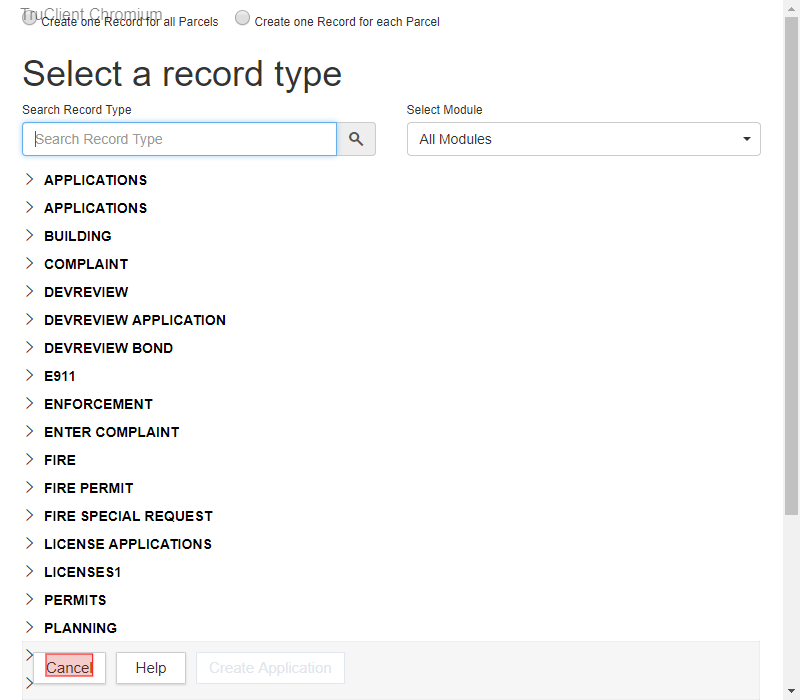 TruClient Chromium
Create one Record for all Parcels Create one Record for each Parcel
Select a record type
Search Record Type Select Module
Search Record Type All Modules
APPLICATIONS
APPLICATIONS
BUILDING
COMPLAINT
DEVREVIEW
DEVREVIEW APPLICATION
DEVREVIEW BOND
E911
ENFORCEMENT
ENTER COMPLAINT
FIRE
FIRE PERMIT
FIRE SPECIAL REQUEST
LICENSE APPLICATIONS
LICENSES1
PERMITS
PLANNING
Cancel Help Create Application